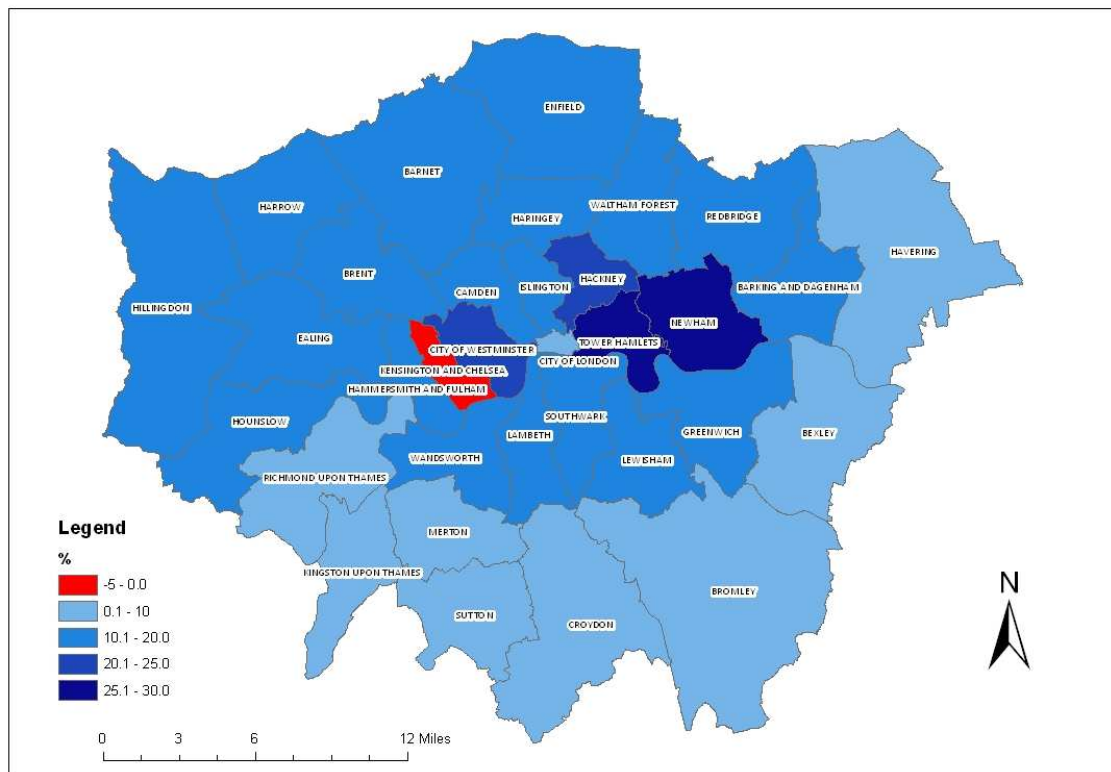 ENFIELD
BARNET
HARROW
HARINGEY
WALTHAM FOREST
REDBRIDGE
HAVERING
BRENT
CAMDEN
ISLINGTON
HACKNEY
BARKING AND DAGENHAM
HILLINGDON
EALING
NEWHAM
TOWER HAMLETS
CITY OF WESTMINSTER
CITY OF LONDON
KENSINGTON AND CHELSEA
HAMMERSMITH AND FULHAM
HOUNSLOW
SOUTHWARK
GREENWICH
BEXLEY
LAMBETH
WANDSWORTH
LEWISHAM
RICHMOND UPON THAMES
MERTON
KINGSTON UPON THAMES
SUTTON
CROYDON
BROMLEY
Legend
%
-5 - 0.0
0.1 - 10
10.1 - 20.0
20.1 - 25.0
25.1 - 30.0
0 3 6 12 Miles
N